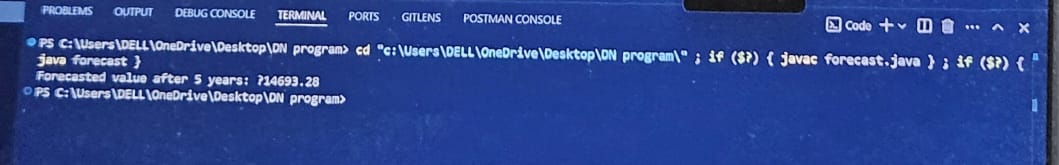 PROBLEMS OUTPUT DEBUG CONSOLE TERMINAL PORTS GITLENS POSTMAN CONSOLE
Code
PS C:\Users\DELL\OneDrive\Desktop\DN program> cd "c:\Users\DELL\OneDrive\Desktop\DN program\" ; if ($?) { javac forecast.java } ; if ($?) {
java forecast }
Forecasted value after 5 years: ?14693.28
PS C:\Users\DELL\OneDrive\Desktop\DN program>